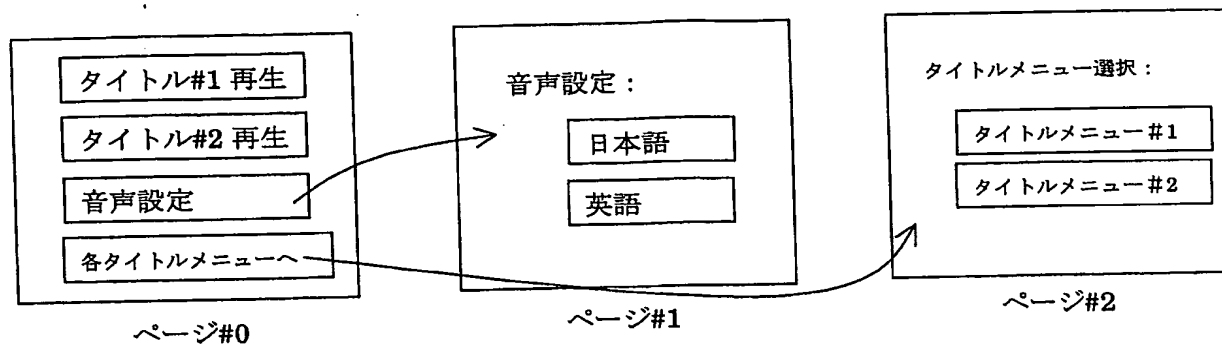 タイトル#1 再生
タイトル#2 再生
音声設定
各タイトルメニューへ
ページ#0
音声設定：
日本語
英語
ページ#1
タイトルメニュー選択：
タイトルメニュー#1
タイトルメニュー#2
ページ#2